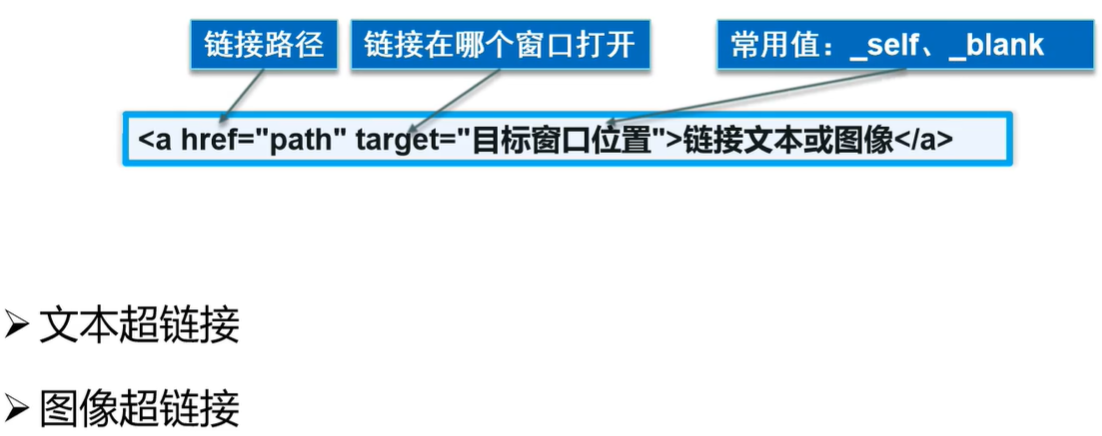 链接路径
链接在哪个窗口打开
常用值：_self、_blank
<a href="path" target="目标窗口位置">链接文本或图像</a>
文本超链接
图像超链接